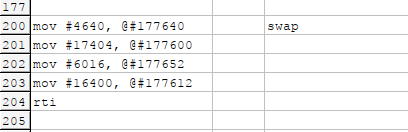 177
200 mov #4640, @#177640 swap
201 mov #17404, @#177600
202 mov #6016, @#177652
203 mov #16400, @#177612
204 rti
205